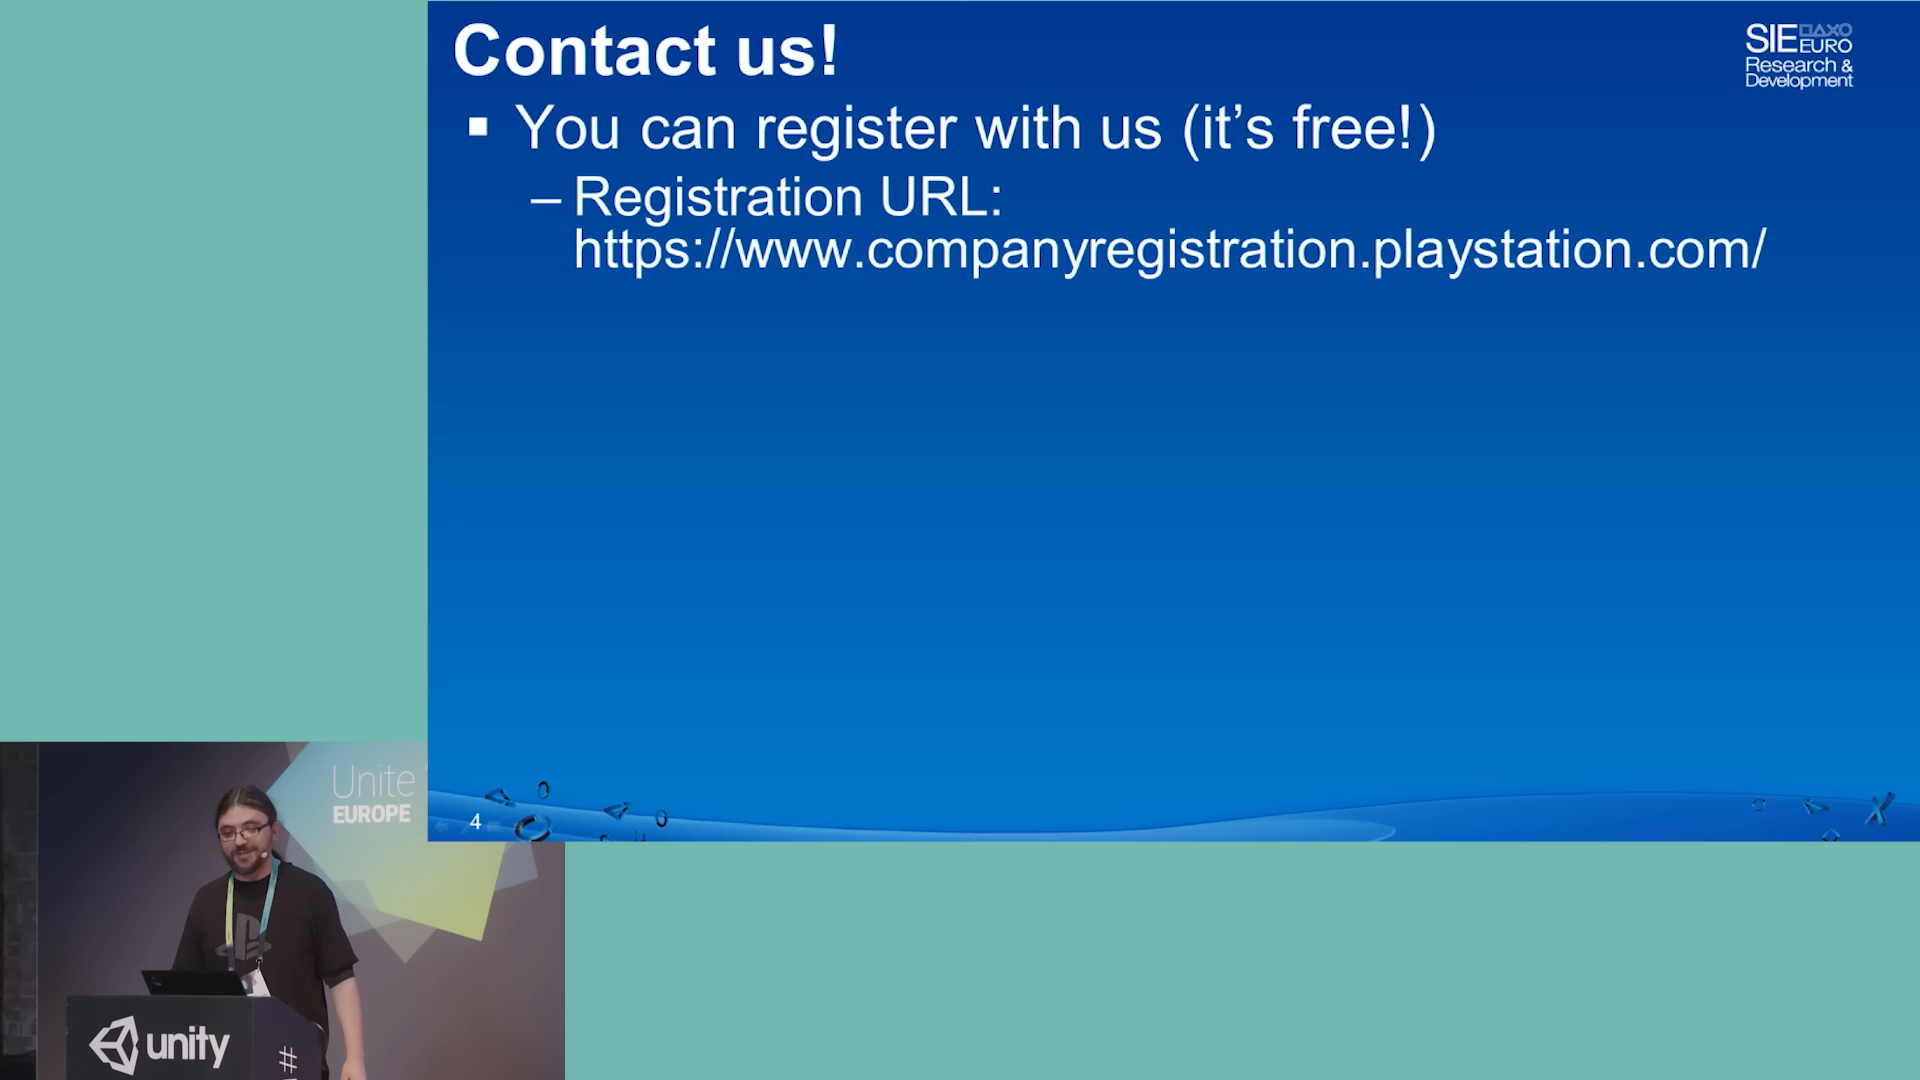 Contact us!
SIE
EURO
Research &
Development
▪ You can register with us (it’s free!)
– Registration URL:
https://www.companyregistration.playstation.com/
4
Unite
EUROPE
unity
#